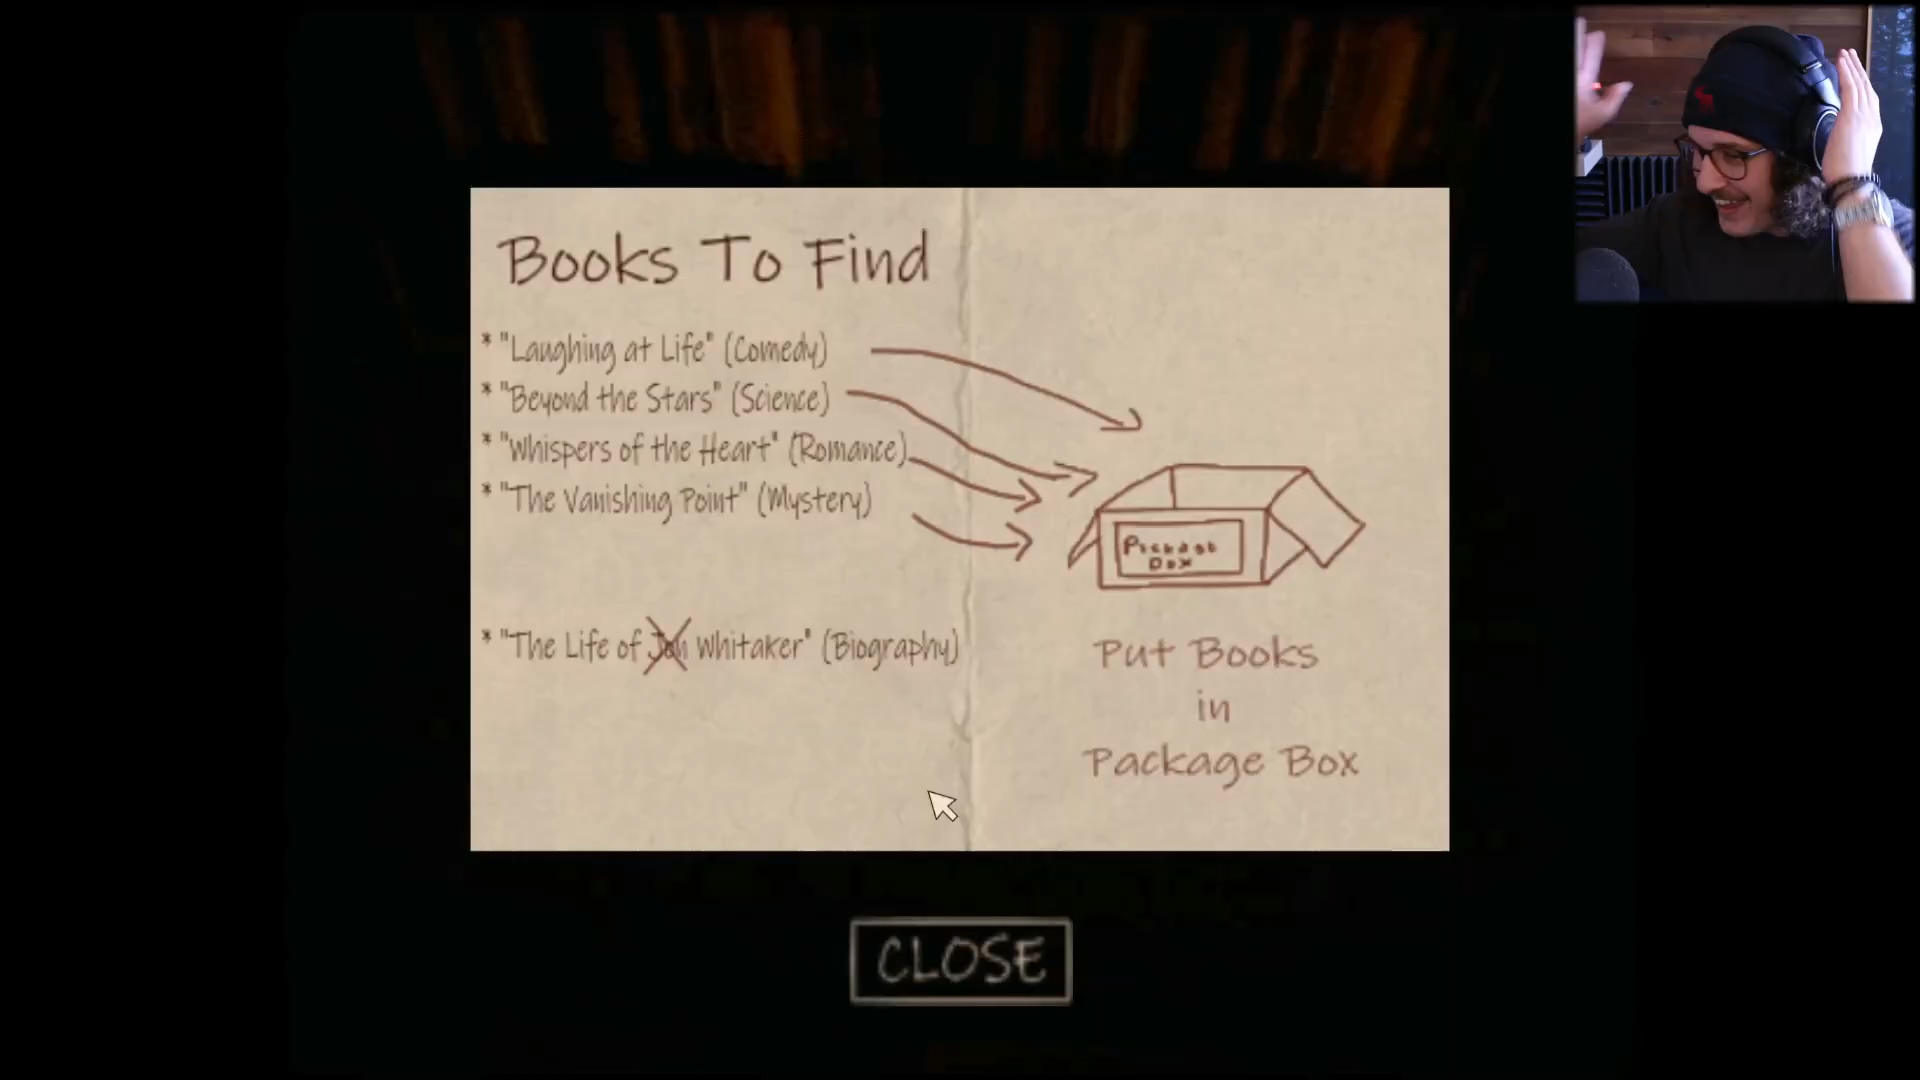 Books To Find
* "Laughing at Life" (Comedy)
* "Beyond the Stars" (Science)
* "Whispers of the Heart" (Romance)
* "The Vanishing Point" (Mystery)
* "The Life of Whitaker" (Biography)
Box
Put Books
in
Package Box
CLOSE